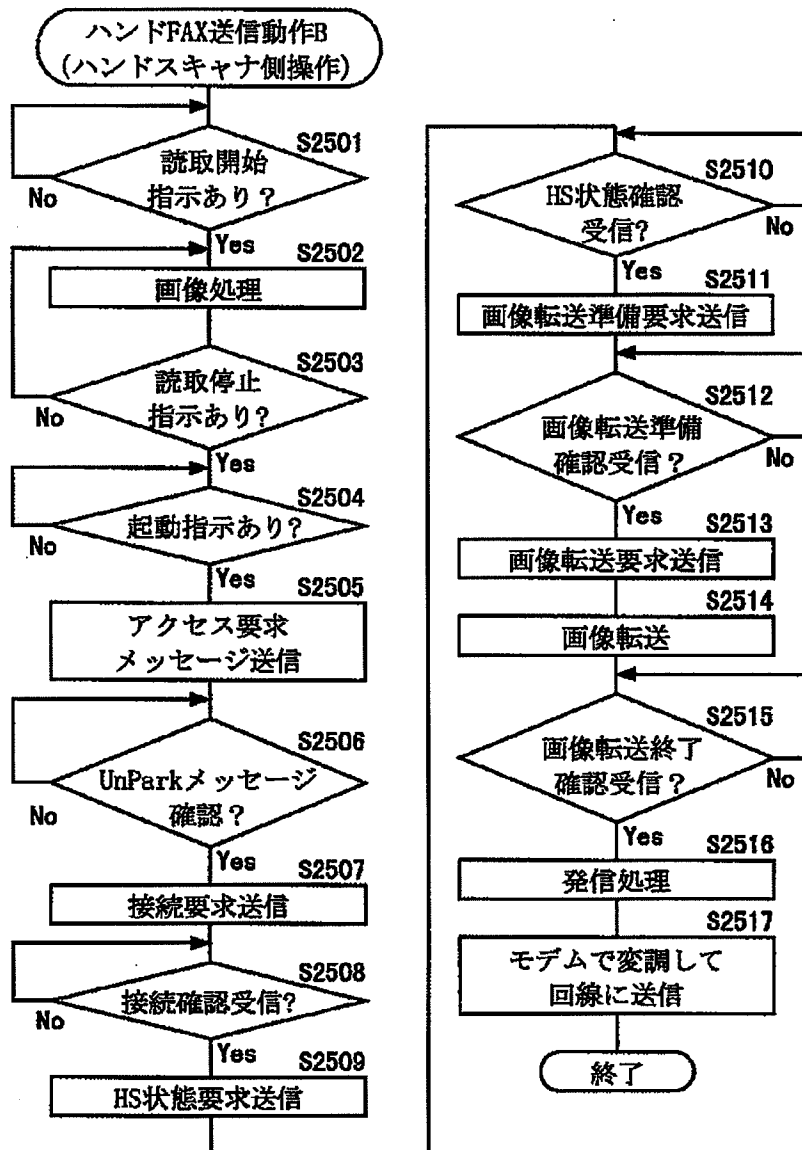 ハンドFAX送信動作B
(ハンドスキャナ側操作)
S2501
読取開始
指示あり？
No
Yes
S2502
画像処理
S2503
読取停止
指示あり?
No
Yes
S2504
起動指示あり?
No
Yes
S2505
アクセス要求
メッセージ送信
S2506
UnParkメッセージ
確認？
No
Yes
S2507
接続要求送信
S2508
接続確認受信?
No
Yes
S2509
HS状態要求送信
S2510
HS状態確認
受信?
No
Yes
S2511
画像転送準備要求送信
S2512
画像転送準備
確認受信？
No
Yes
S2513
画像転送要求送信
S2514
画像転送
S2515
画像転送終了
確認受信？
No
Yes
S2516
発信処理
S2517
モデムで変調して
回線に送信
終了